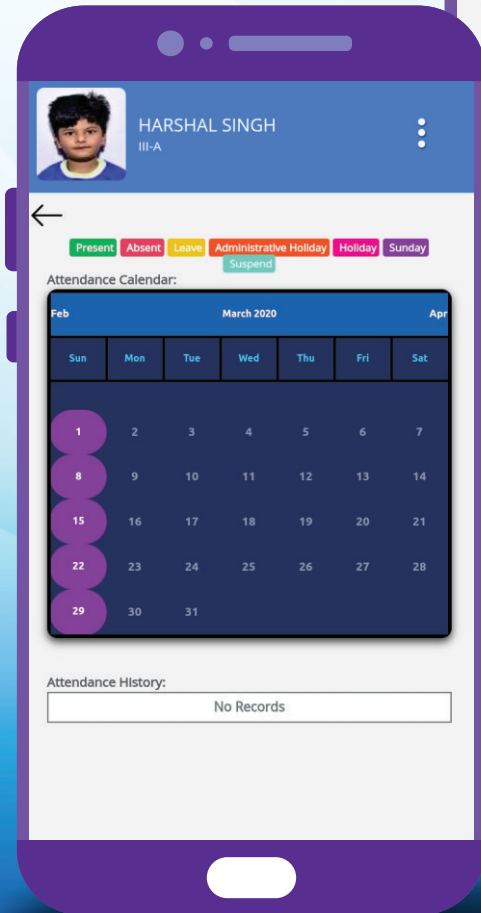 HARSHAL SINGH
III-A
Present Absent Leave Administrative Holiday Holiday Sunday
Suspend
Attendance Calendar:
Feb March 2020 Apr
Sun Mon Tue Wed Thu Fri Sat
1 2 3 4 5 6 7
8 9 10 11 12 13 14
15 16 17 18 19 20 21
22 23 24 25 26 27 28
29 30 31
Attendance History:
No Records